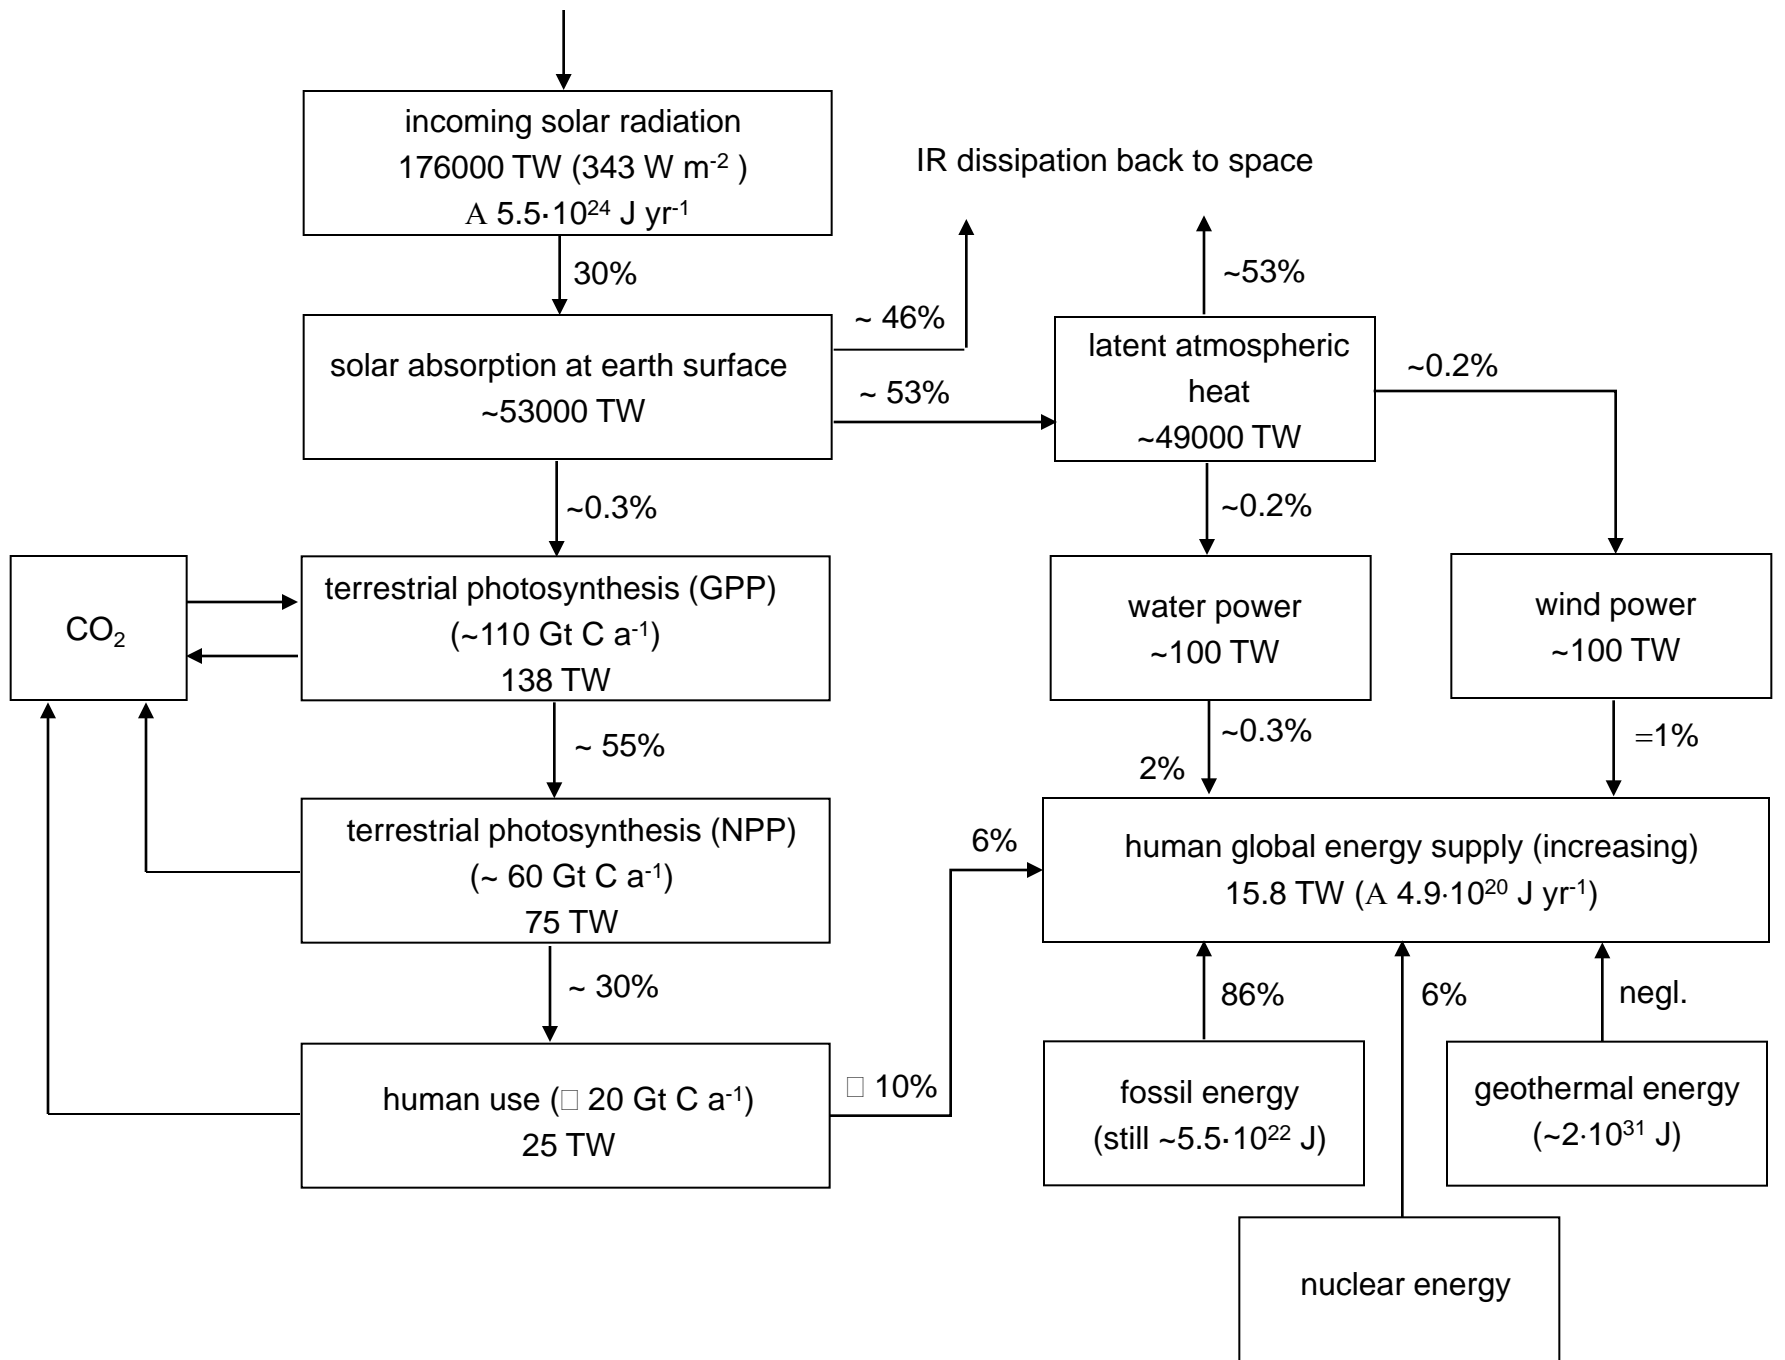 incoming solar radiation
176000 TW (343 W m⁻² )
A 5.5·10²⁴ J yr⁻¹
IR dissipation back to space
30%
~53%
~ 46%
solar absorption at earth surface
~53000 TW
~ 53%
latent atmospheric
heat
~49000 TW
~0.2%
~0.3%
~0.2%
CO₂
terrestrial photosynthesis (GPP)
(~110 Gt C a⁻¹)
138 TW
water power
~100 TW
wind power
~100 TW
~ 55%
~0.3%
2%
=1%
terrestrial photosynthesis (NPP)
(~ 60 Gt C a⁻¹)
75 TW
6%
human global energy supply (increasing)
15.8 TW (A 4.9·10²⁰ J yr⁻¹)
~ 30%
86%
6%
negl.
human use (□ 20 Gt C a⁻¹)
25 TW
□ 10%
fossil energy
(still ~5.5·10²² J)
geothermal energy
(~2·10³¹ J)
nuclear energy